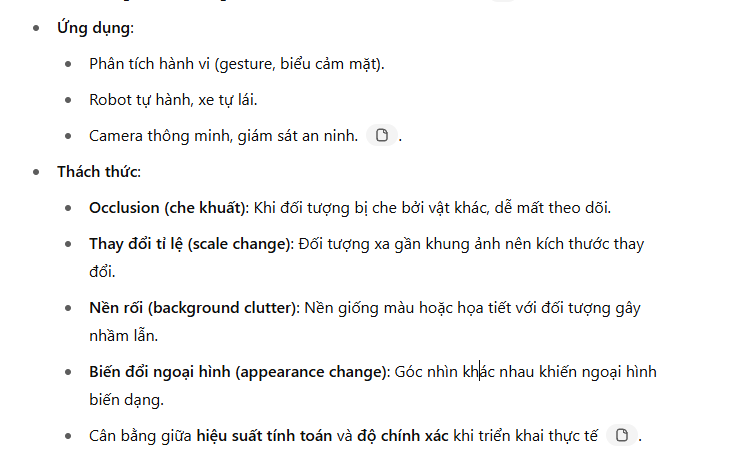 Ứng dụng:
Phân tích hành vi (gesture, biểu cảm mặt).
Robot tự hành, xe tự lái.
Camera thông minh, giám sát an ninh. .
Thách thức:
Occlusion (che khuất): Khi đối tượng bị che bởi vật khác, dễ mất theo dõi.
Thay đổi tỉ lệ (scale change): Đối tượng xa gần khung ảnh nên kích thước thay
đổi.
Nền rối (background clutter): Nền giống màu hoặc họa tiết với đối tượng gây
nhầm lẫn.
Biến đổi ngoại hình (appearance change): Góc nhìn khác nhau khiến ngoại hình
biến dạng.
Cân bằng giữa hiệu suất tính toán và độ chính xác khi triển khai thực tế .